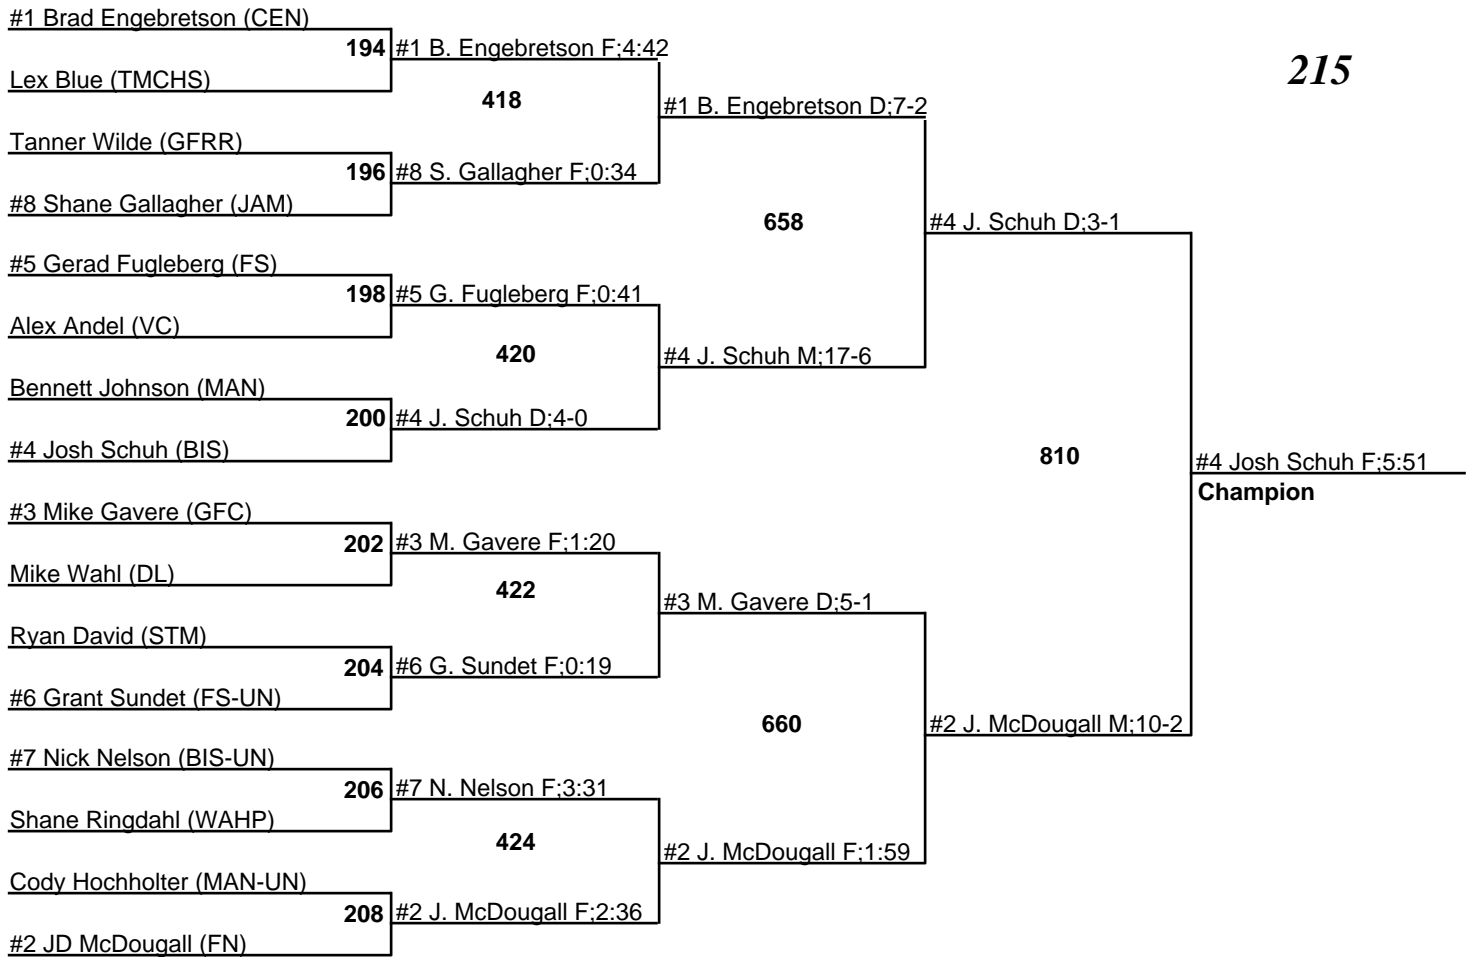 #1 Brad Engebretson (CEN)
194
#1 B. Engebretson F;4:42
215
Lex Blue (TMCHS)
418
#1 B. Engebretson D;7-2
Tanner Wilde (GFRR)
196
#8 S. Gallagher F;0:34
#8 Shane Gallagher (JAM)
658
#4 J. Schuh D;3-1
#5 Gerad Fugleberg (FS)
198
#5 G. Fugleberg F;0:41
Alex Andel (VC)
420
#4 J. Schuh M;17-6
Bennett Johnson (MAN)
200
#4 J. Schuh D;4-0
#4 Josh Schuh (BIS)
810
#4 Josh Schuh F;5:51
Champion
#3 Mike Gavere (GFC)
202
#3 M. Gavere F;1:20
Mike Wahl (DL)
422
#3 M. Gavere D;5-1
Ryan David (STM)
204
#6 G. Sundet F;0:19
#6 Grant Sundet (FS-UN)
660
#2 J. McDougall M;10-2
#7 Nick Nelson (BIS-UN)
206
#7 N. Nelson F;3:31
Shane Ringdahl (WAHP)
424
#2 J. McDougall F;1:59
Cody Hochholter (MAN-UN)
208
#2 J. McDougall F;2:36
#2 JD McDougall (FN)